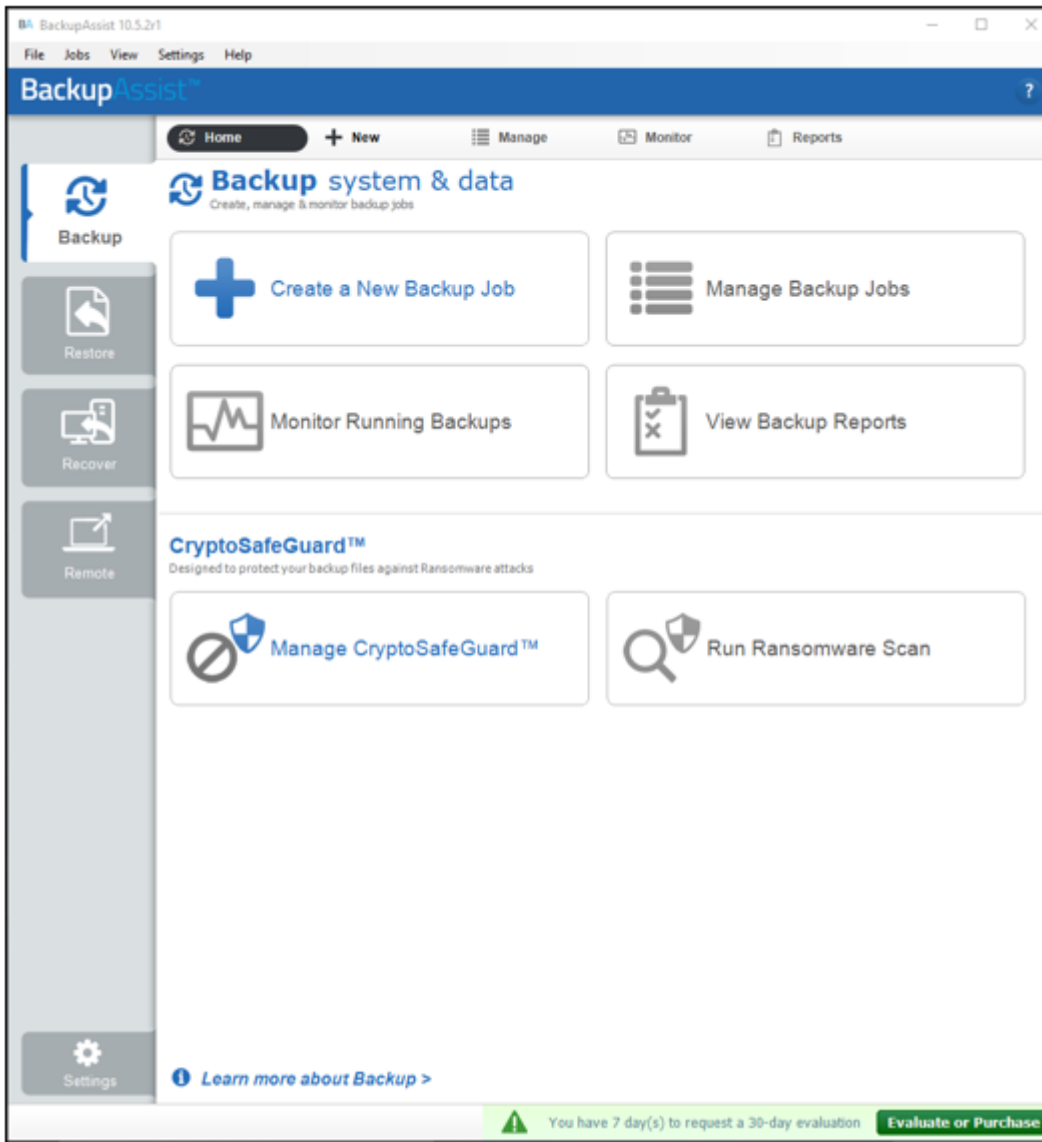 BA BackupAssist 10.5.2r1
File Jobs View Settings Help
BackupAssist™ ?
Home New Manage Monitor Reports
Backup
Restore
Recover
Remote
Settings
Backup system & data
Create, manage & monitor backup jobs
Create a New Backup Job
Manage Backup Jobs
Monitor Running Backups
View Backup Reports
CryptoSafeGuard™
Designed to protect your backup files against Ransomware attacks
Manage CryptoSafeGuard™
Run Ransomware Scan
Learn more about Backup >
You have 7 day(s) to request a 30-day evaluation
Evaluate or Purchase